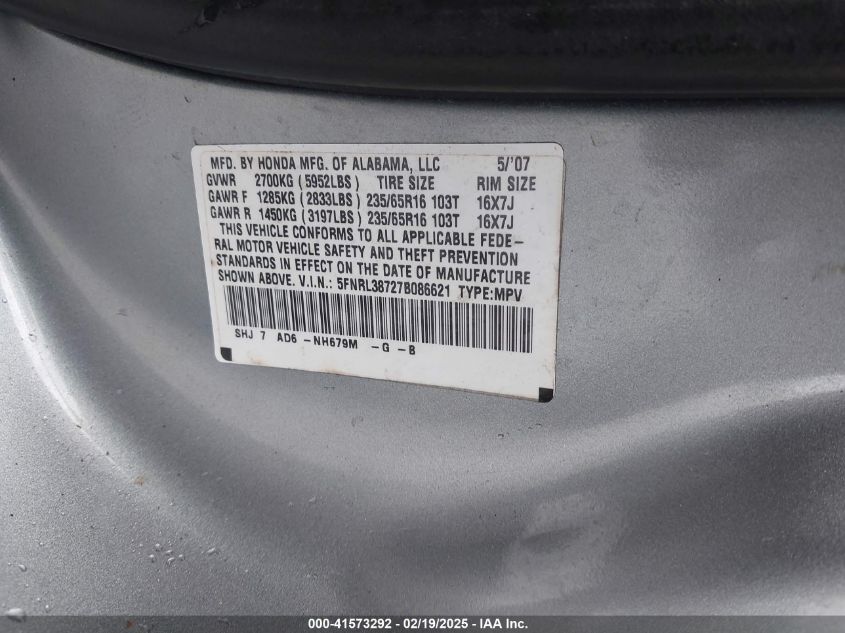 MFD. BY HONDA MFG. OF ALABAMA, LLC 5/'07
GVWR 2700KG (5952LBS) TIRE SIZE RIM SIZE
GAWR F 1285KG (2833LBS) 235/65R16 103T 16X7J
GAWR R 1450KG (3197LBS) 235/65R16 103T 16X7J
THIS VEHICLE CONFORMS TO ALL APPLICABLE FEDE-
RAL MOTOR VEHICLE SAFETY AND THEFT PREVENTION
STANDARDS IN EFFECT ON THE DATE OF MANUFACTURE
SHOWN ABOVE. V.I.N.: 5FNRL38727B086621 TYPE:MPV
SHJ 7 AD6 -NH679M -G -B
000-41573292 - 02/19/2025 - IAA Inc.